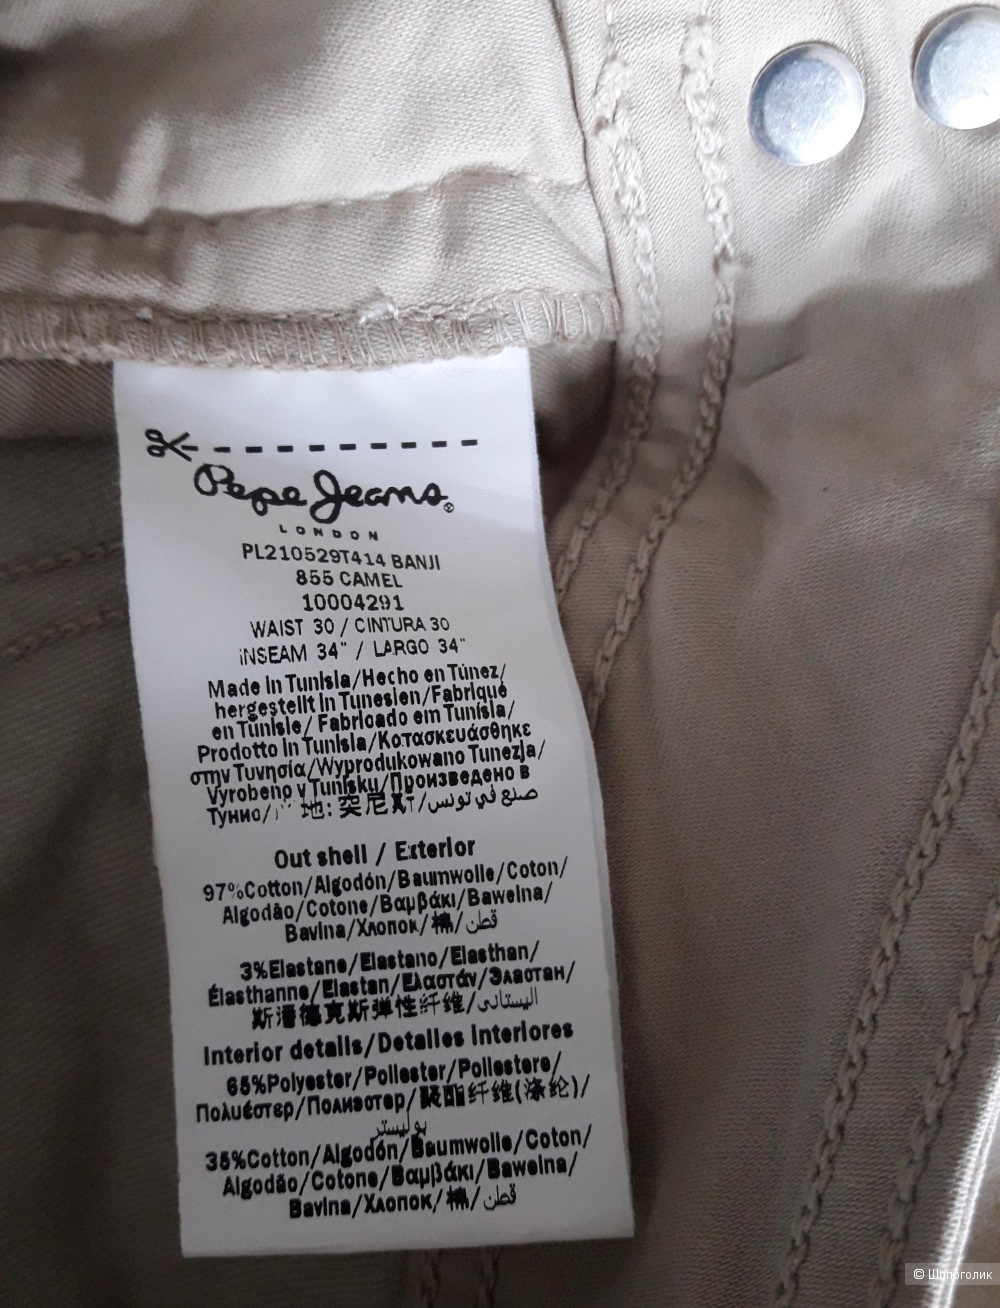 Pepe Jeans®
LONDON
PL210529T414 BANJI
855 CAMEL
10004291
WAIST 30 / CINTURA 30
INSEAM 34" / LARGO 34"
Made in Tunisia/Hecho en Túnez/
hergestellt in Tunesien/Fabriqué
en Tunisie/ Fabricado em Tunísia/
Prodotto in Tunisia/Κατασκευάσθηκε
στην Τυνησία/Wyprodukowano Tunezja/
Vyrobeno v Tunisku/Произведено в
Тунис/ 地: 突尼斯/صنع في تونس
Out shell / Exterior
97%Cotton/Algodón/Baumwolle/Coton/
Algodão/Cotone/Βαμβάκι/Bawełna/
Bavlna/Хлопок/棉/قطن
3%Elastane/Elastano/Elasthan/
Élasthanne/Elastan/Ελαστάν/Эластан/
斯潘德克斯弹性纤维/اليستاني
Interior details/Detalles interiores
65%Polyester/Poliester/Poliestere/
Πολυέστερ/Полиэстер/聚酯纤维(涤纶)/
بوليستر
35%Cotton/Algodón/Baumwolle/Coton/
Algodão/Cotone/Βαμβάκι/Bawełna/
Bavlna/Хлопок/棉/قطن
© Шопоголик